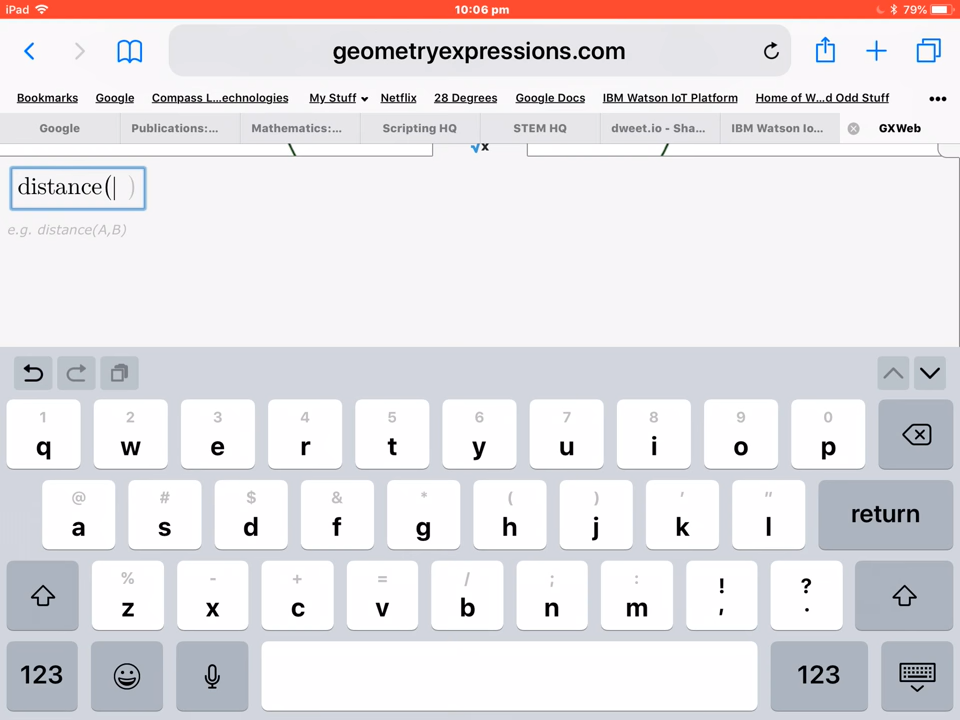 iPad 10:06 pm 79%
geometryexpressions.com
Bookmarks Google Compass L...echnologies My Stuff Netflix 28 Degrees Google Docs IBM Watson IoT Platform Home of W...d Odd Stuff •••
Google Publications:... Mathematics:... Scripting HQ STEM HQ dweet.io - Sha... IBM Watson Io... GXWeb
√x
distance( )
e.g. distance(A,B)
1 2 3 4 5 6 7 8 9 0
q w e r t y u i o p
@ # $ & * ( ) ' "
a s d f g h j k l return
% - + = / ; : ! ?
z x c v b n m , .
123 123